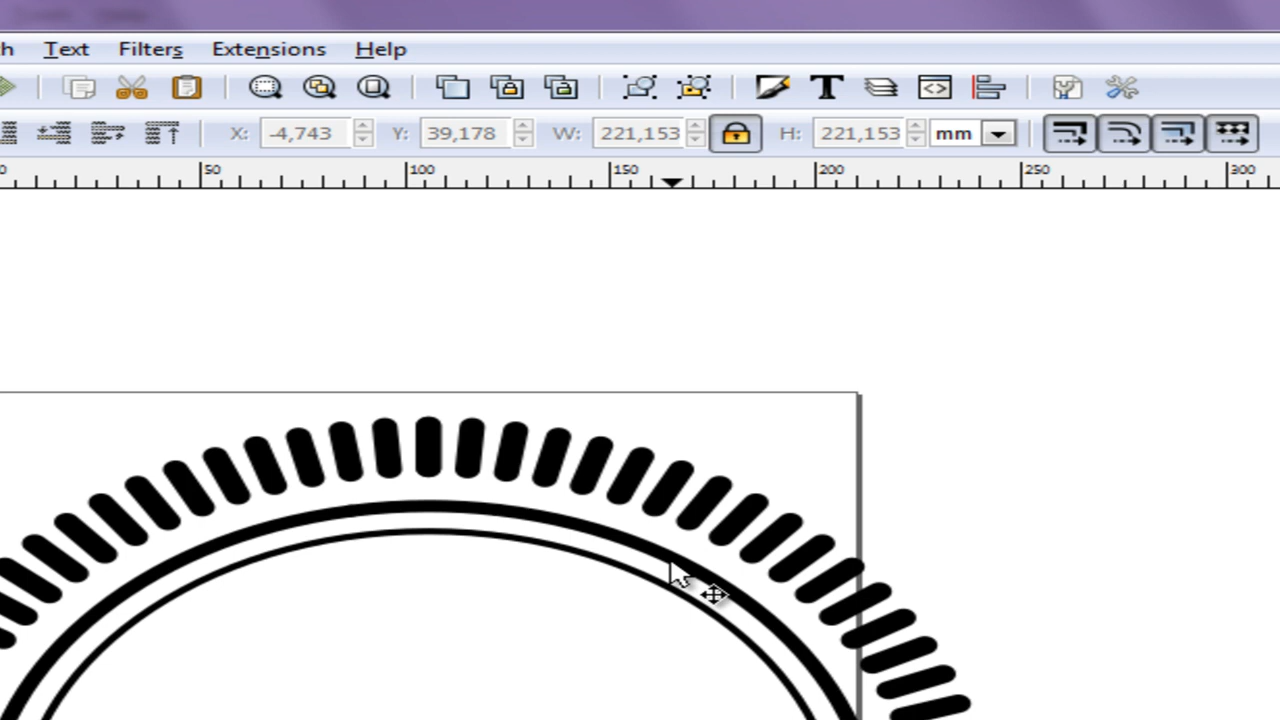 h Text Filters Extensions Help
X: -4,743 Y: 39,178 W: 221,153 H: 221,153 mm
0 50 100 150 200 250 300